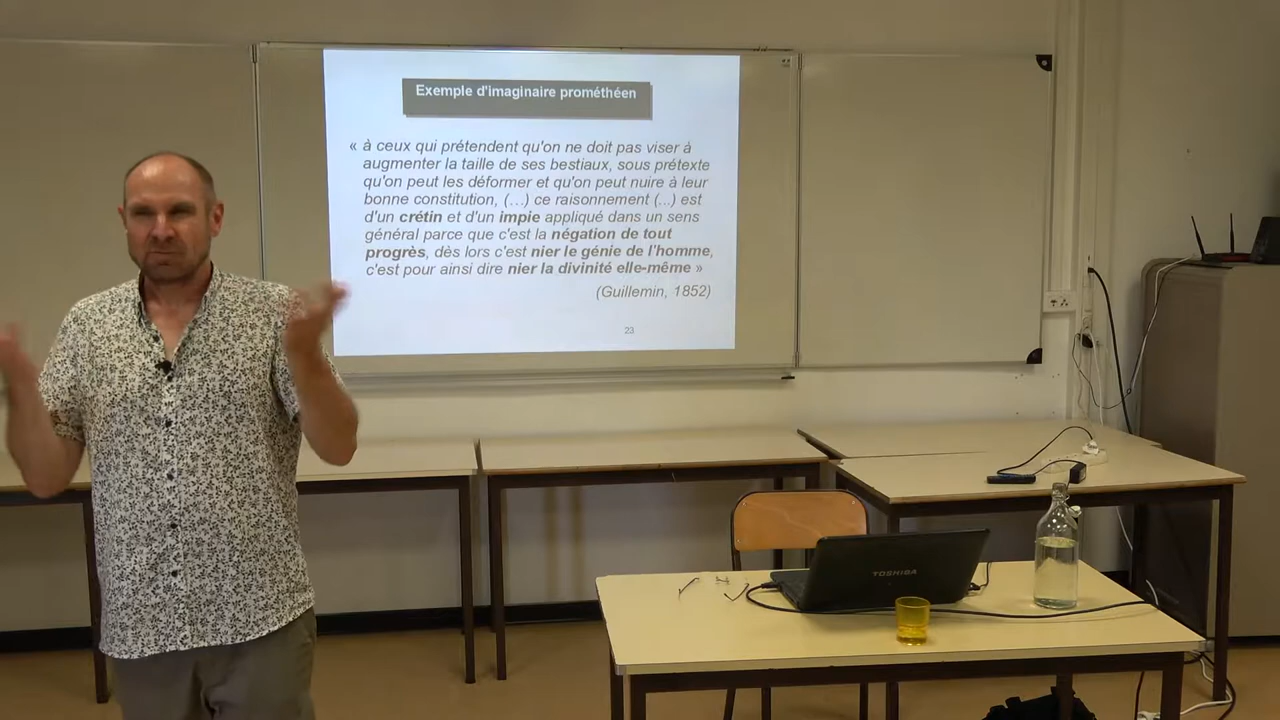 Exemple d'imaginaire prométhéen
« à ceux qui prétendent qu'on ne doit pas viser à
augmenter la taille de ses bestiaux, sous prétexte
qu'on peut les déformer et qu'on peut nuire à leur
bonne constitution, (…) ce raisonnement (...) est
d'un crétin et d'un impie appliqué dans un sens
général parce que c'est la négation de tout
progrès, dès lors c'est nier le génie de l'homme,
c'est pour ainsi dire nier la divinité elle-même »
(Guillemin, 1852)
23
TOSHIBA